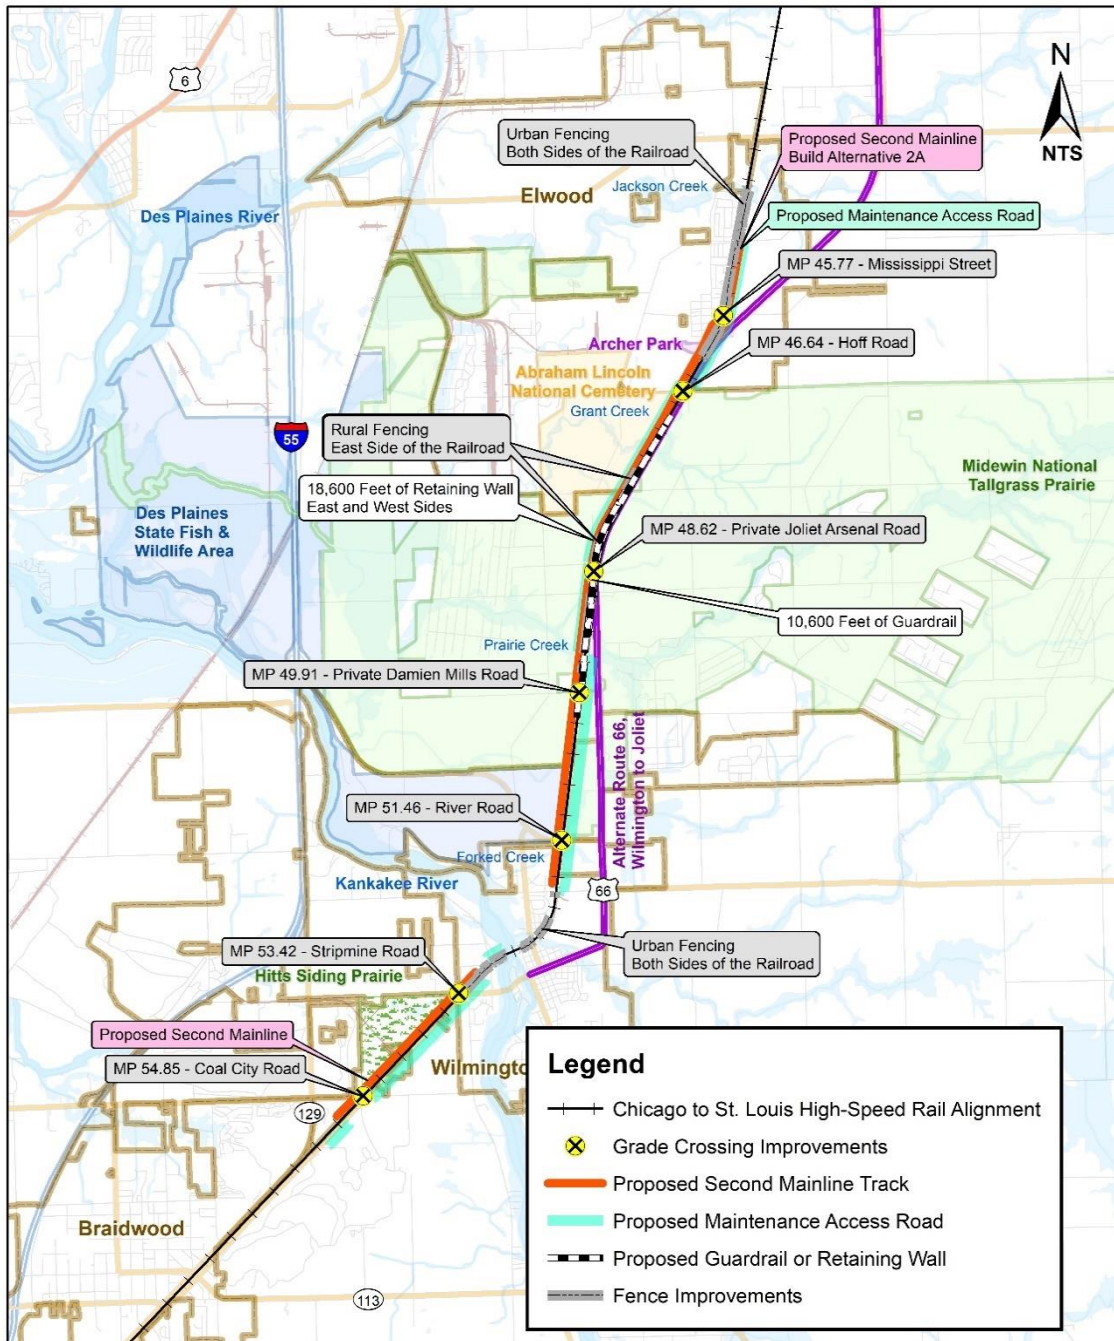 6
N
NTS
Urban Fencing
Both Sides of the Railroad
Proposed Second Mainline
Build Alternative 2A
Jackson Creek
Elwood
Des Plaines River
Proposed Maintenance Access Road
MP 45.77 - Mississippi Street
Archer Park
MP 46.64 - Hoff Road
Abraham Lincoln
National Cemetery
Grant Creek
55
Rural Fencing
East Side of the Railroad
Midewin National
Tallgrass Prairie
18,600 Feet of Retaining Wall
East and West Sides
Des Plaines
State Fish &
Wildlife Area
MP 48.62 - Private Joliet Arsenal Road
10,600 Feet of Guardrail
Prairie Creek
MP 49.91 - Private Damien Mills Road
Alternate Route 66,
Wilmington to Joliet
MP 51.46 - River Road
Forked Creek
Kankakee River
66
MP 53.42 - Stripmine Road
Hitts Siding Prairie
Urban Fencing
Both Sides of the Railroad
Proposed Second Mainline
MP 54.85 - Coal City Road
Wilmingto
129
Braidwood
113
Legend
Chicago to St. Louis High-Speed Rail Alignment
Grade Crossing Improvements
Proposed Second Mainline Track
Proposed Maintenance Access Road
Proposed Guardrail or Retaining Wall
Fence Improvements